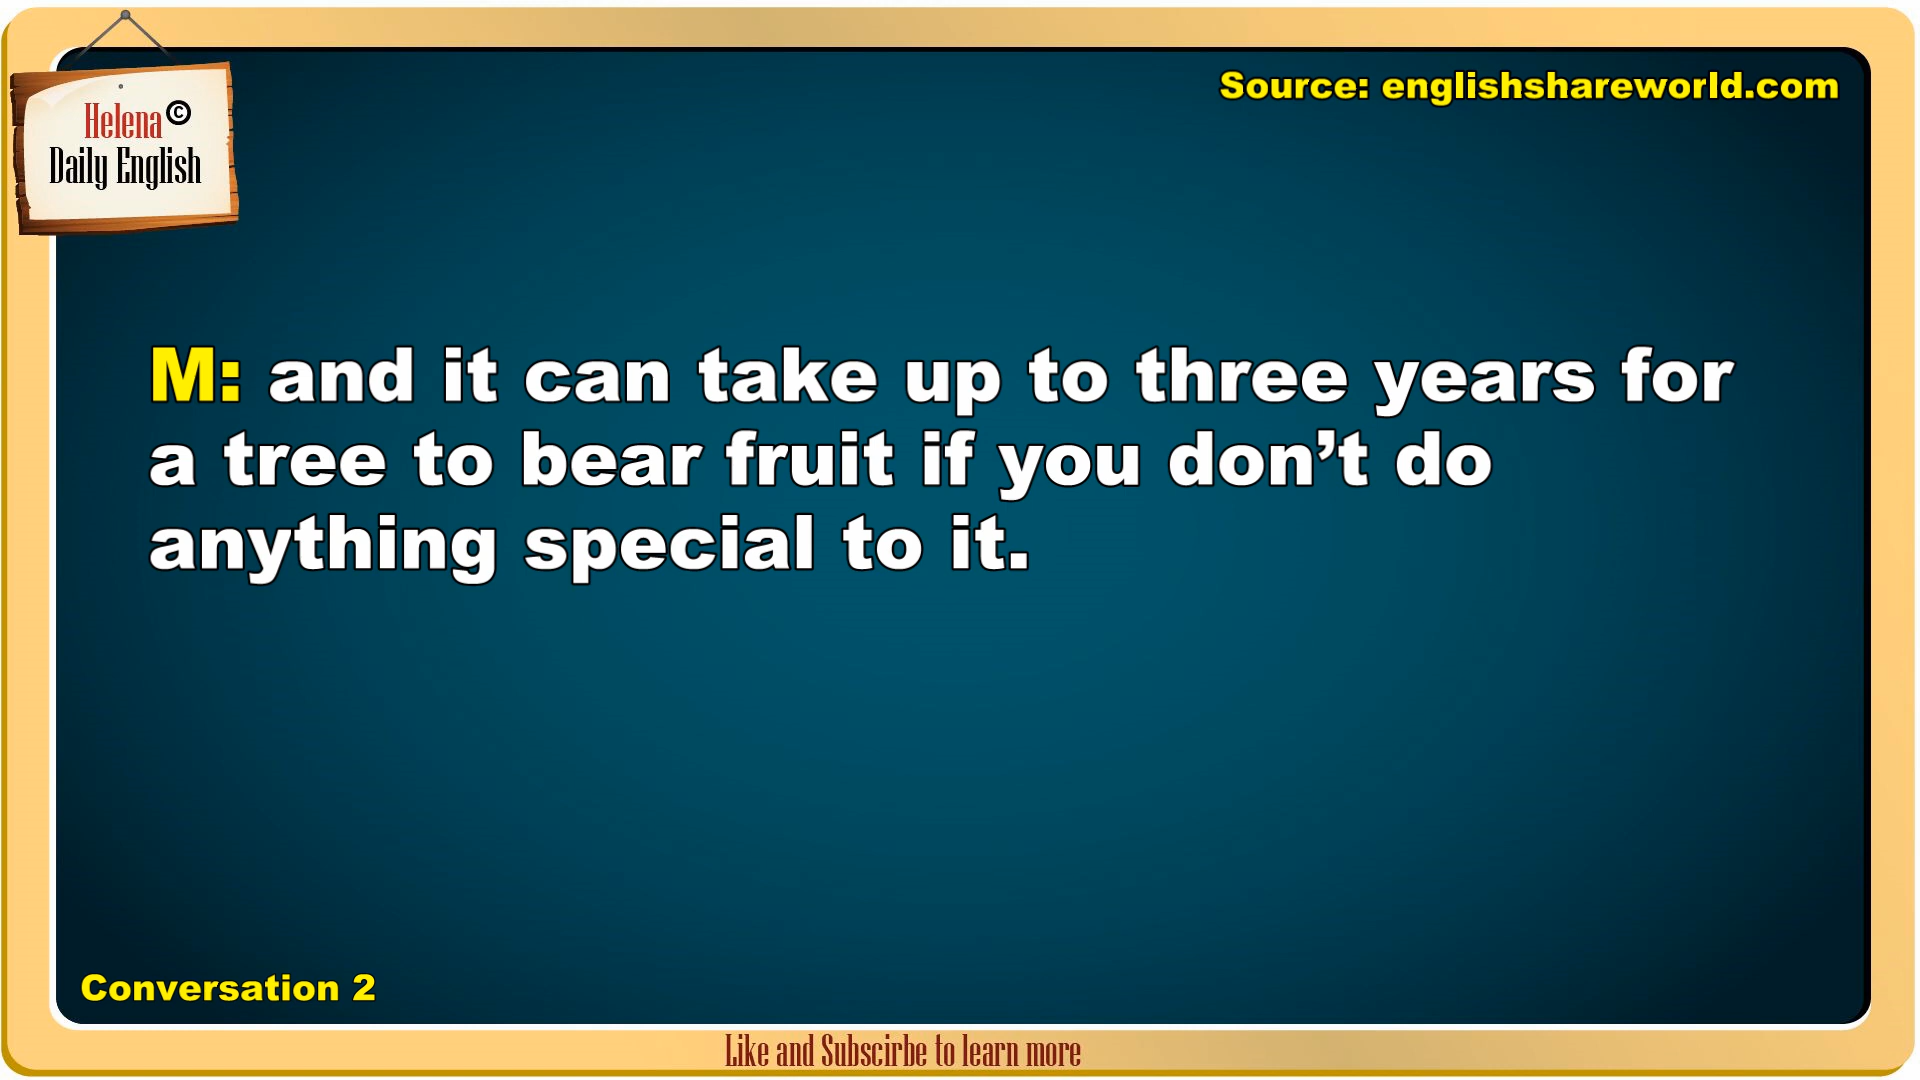 Source: englishshareworld.com
Helena©
Daily English
M: and it can take up to three years for
a tree to bear fruit if you don’t do
anything special to it.
Conversation 2
Like and Subscirbe to learn more